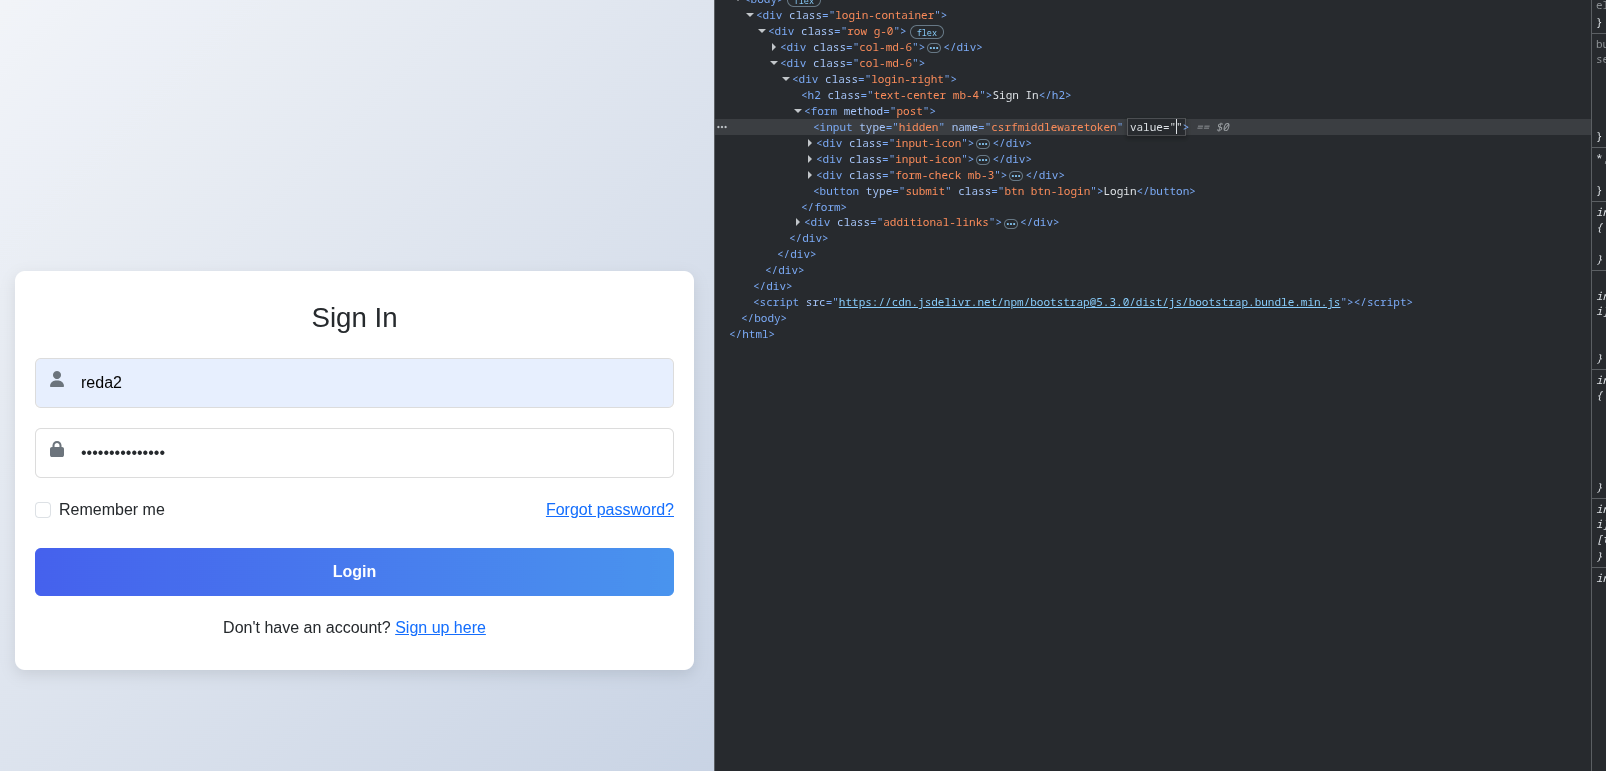 Sign In
reda2
••••••••••••••
Remember me
Forgot password?
Login
Don't have an account? Sign up here
<body> flex
<div class="login-container">
<div class="row g-0"> flex
<div class="col-md-6"> ••• </div>
<div class="col-md-6">
<div class="login-right">
<h2 class="text-center mb-4">Sign In</h2>
<form method="post">
••• <input type="hidden" name="csrfmiddlewaretoken" value=""> == $0
<div class="input-icon"> ••• </div>
<div class="input-icon"> ••• </div>
<div class="form-check mb-3"> ••• </div>
<button type="submit" class="btn btn-login">Login</button>
</form>
<div class="additional-links"> ••• </div>
</div>
</div>
</div>
</div>
<script src="https://cdn.jsdelivr.net/npm/bootstrap@5.3.0/dist/js/bootstrap.bundle.min.js"></script>
</body>
</html>
}
}
*
}
{
}
}
{
}
}